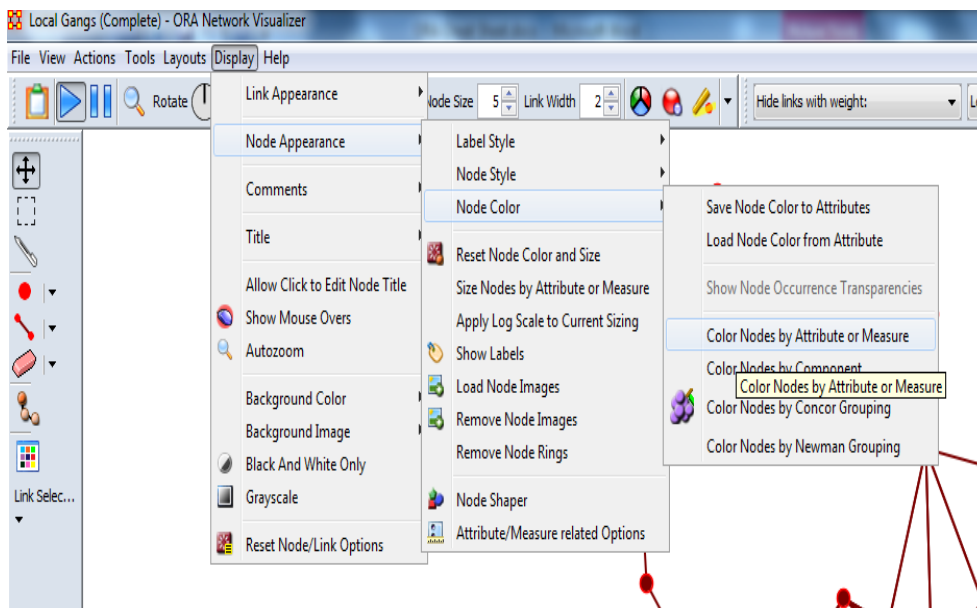 Local Gangs (Complete) - ORA Network Visualizer
File View Actions Tools Layouts Display Help
Rotate
Node Size 5 Link Width 2
Hide links with weight:
Link Selec...
Link Appearance
Node Appearance
Comments
Title
Allow Click to Edit Node Title
Show Mouse Overs
Autozoom
Background Color
Background Image
Black And White Only
Grayscale
Reset Node/Link Options
Label Style
Node Style
Node Color
Reset Node Color and Size
Size Nodes by Attribute or Measure
Apply Log Scale to Current Sizing
Show Labels
Load Node Images
Remove Node Images
Remove Node Rings
Node Shaper
Attribute/Measure related Options
Save Node Color to Attributes
Load Node Color from Attribute
Show Node Occurrence Transparencies
Color Nodes by Attribute or Measure
Color Nodes by Component
Color Nodes by Attribute or Measure
Color Nodes by Concor Grouping
Color Nodes by Newman Grouping